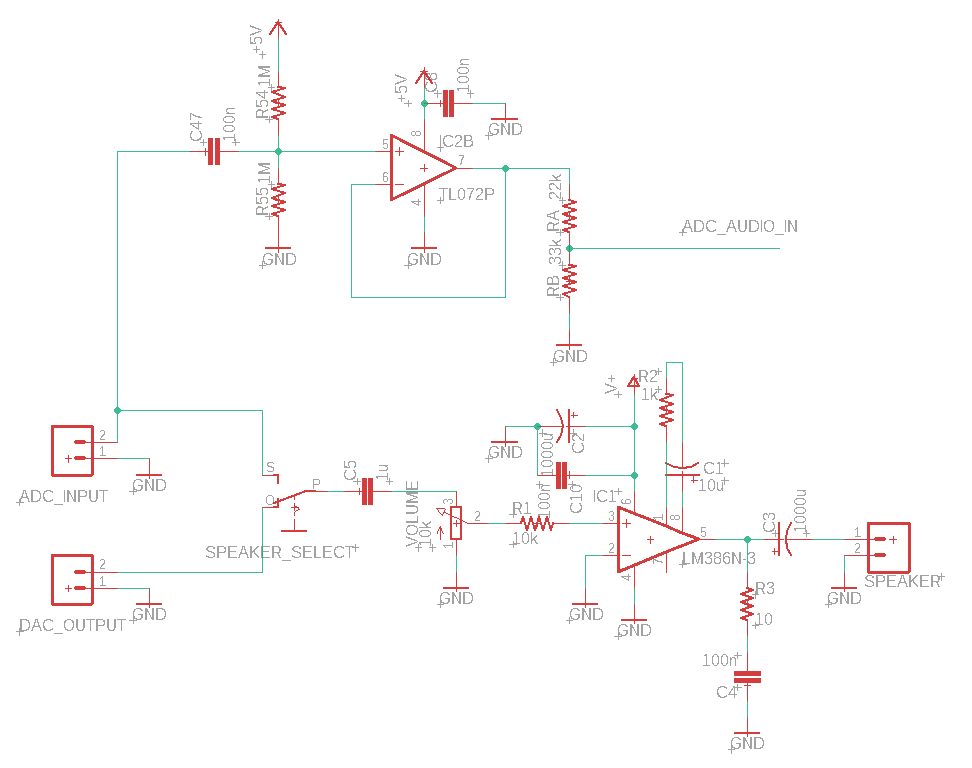 +5V
R54
1M
C47
100n
R55
1M
GND
+5V
C6
100n
GND
8
IC2B
5
6
7
4
TL072P
GND
RA
22k
RB
33k
ADC_AUDIO_IN
GND
V+
R2
1k
C2
1000u
GND
C10
100n
C1
10u
ADC_INPUT
2
1
GND
S
O
P
SPEAKER_SELECT
C5
1u
VOLUME
10k
3
2
1
GND
R1
10k
IC1
3
2
6
1
8
5
7
4
LM386N-3
GND
GND
C3
1000u
1
2
SPEAKER
GND
DAC_OUTPUT
2
1
GND
R3
10
100n
C4
GND